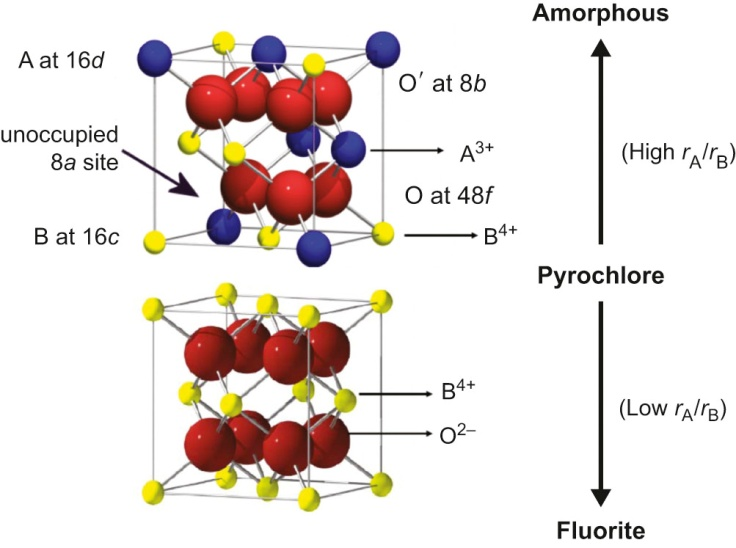 Amorphous
A at 16d
O′ at 8b
unoccupied
8a site
A³⁺
(High rA/rB)
O at 48f
B at 16c
B⁴⁺
Pyrochlore
B⁴⁺
(Low rA/rB)
O²⁻
Fluorite